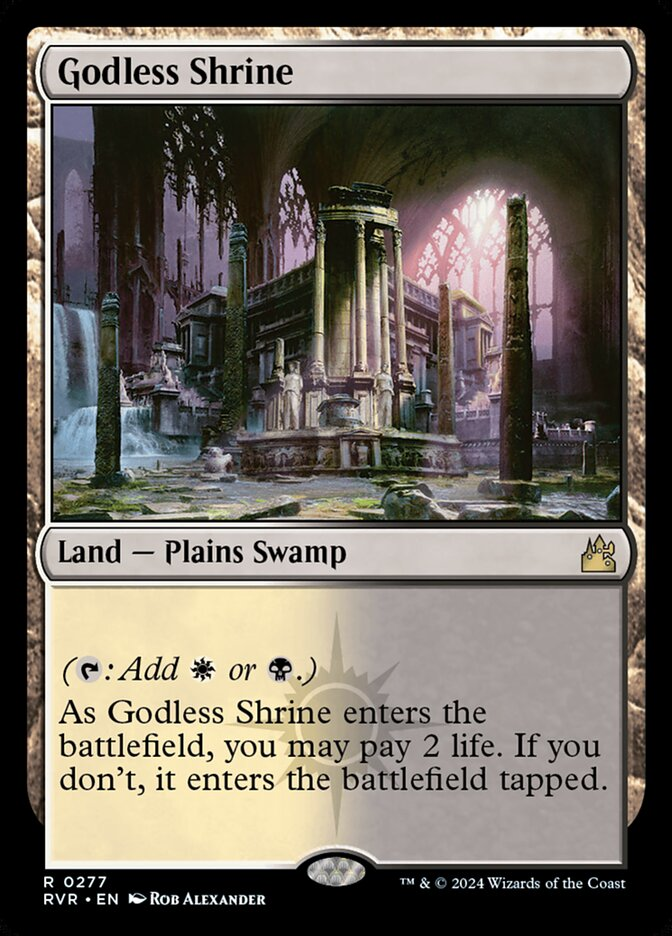 Godless Shrine
Land — Plains Swamp
(: Add or .)
As Godless Shrine enters the
battlefield, you may pay 2 life. If you
don't, it enters the battlefield tapped.
R 0277
RVR • EN Rob Alexander
™ & © 2024 Wizards of the Coast